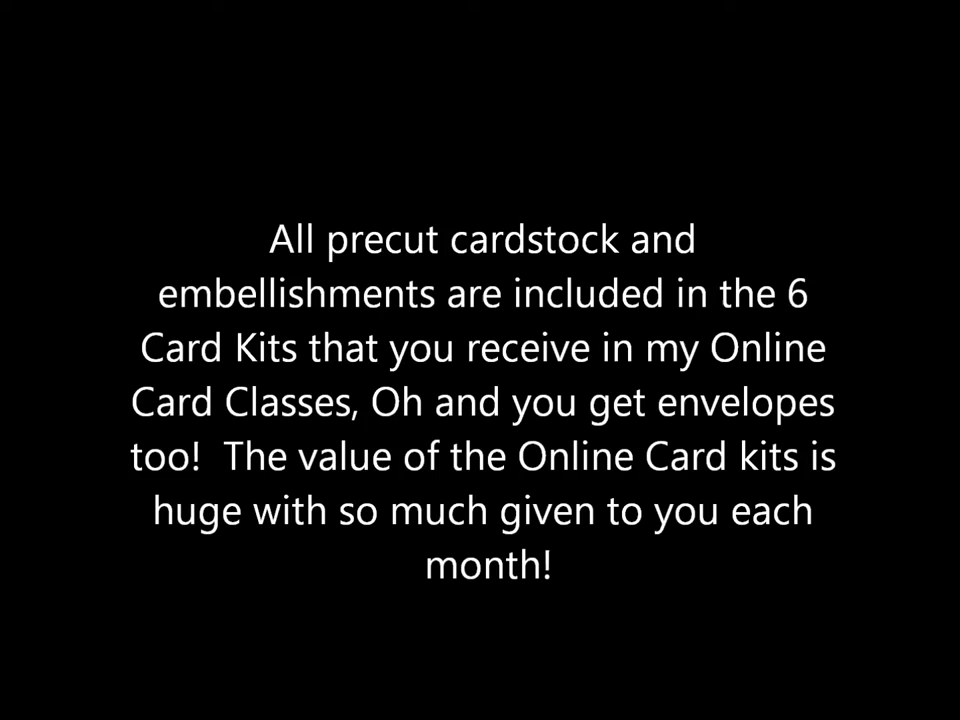 All precut cardstock and
embellishments are included in the 6
Card Kits that you receive in my Online
Card Classes, Oh and you get envelopes
too!  The value of the Online Card kits is
huge with so much given to you each
month!